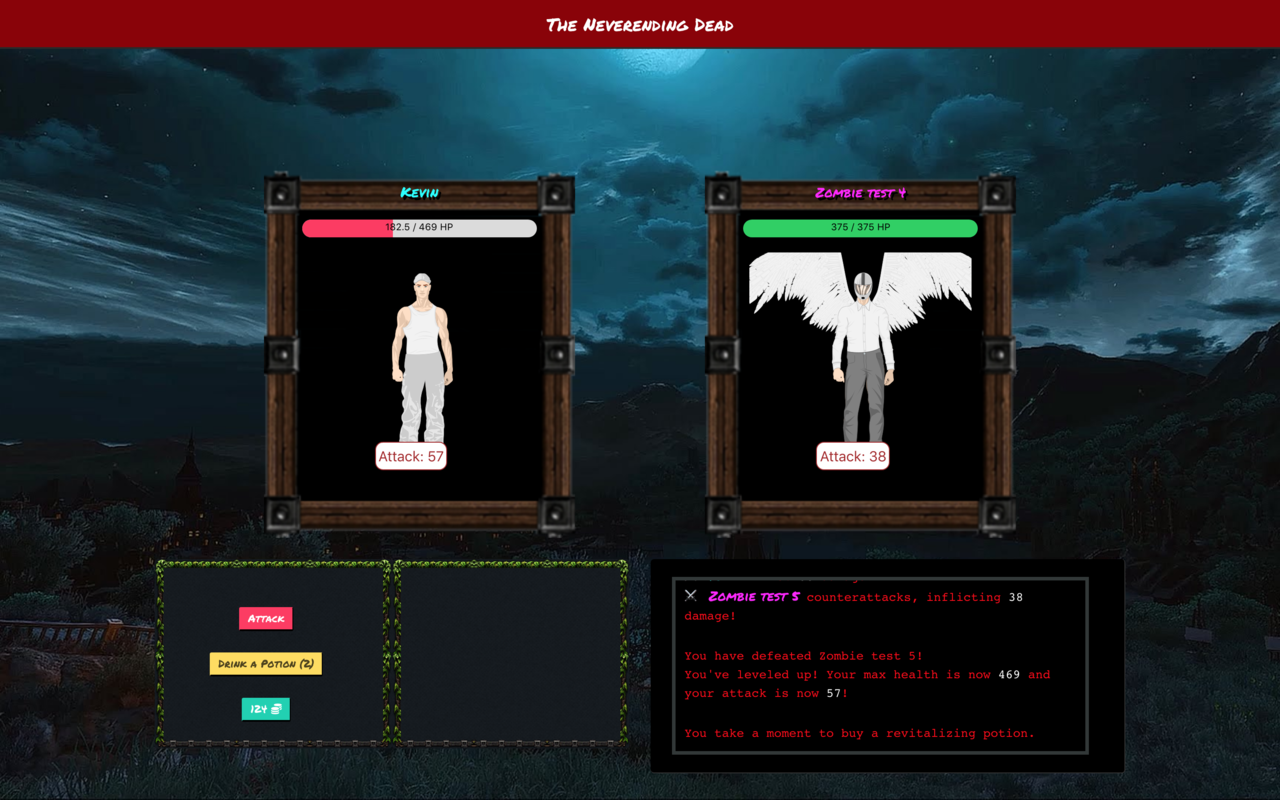 The Neverending Dead
Kevin
182.5 / 469 HP
Attack: 57
Zombie test 4
375 / 375 HP
Attack: 38
Attack
Drink a Potion (2)
124
Zombie test 5 counterattacks, inflicting 38
damage!
You have defeated Zombie test 5!
You've leveled up! Your max health is now 469 and
your attack is now 57!
You take a moment to buy a revitalizing potion.